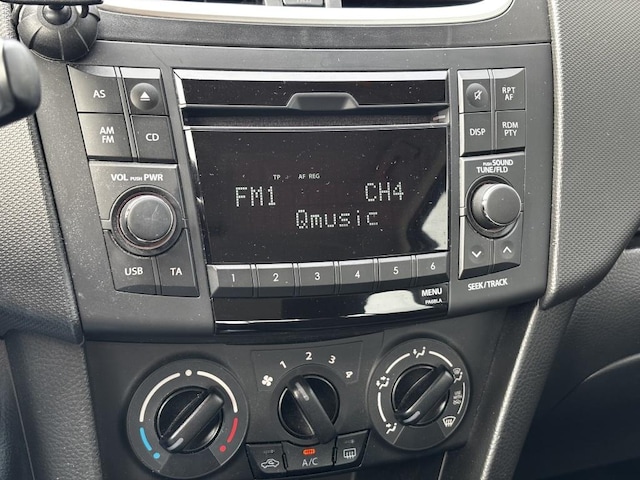 AS
RPT
AF
AM
FM
CD
DISP
RDM
PTY
VOL PUSH PWR
PUSH SOUND
TUNE/FLD
TP AF REG
FM1 CH4
Qmusic
USB TA
1 2 3 4 5 6
MENU
SEEK/TRACK
1 2 3 4
A/C